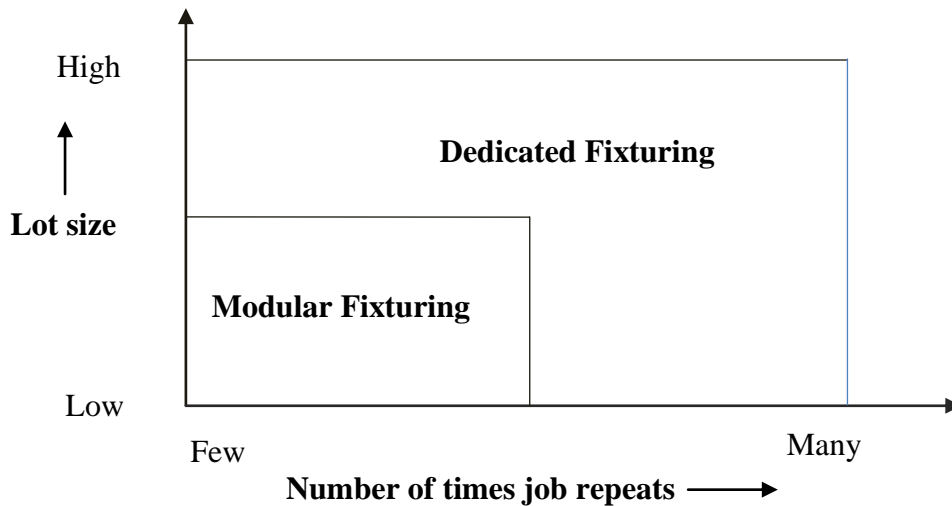 High
Dedicated Fixturing
Lot size
Modular Fixturing
Low
Few
Many
Number of times job repeats